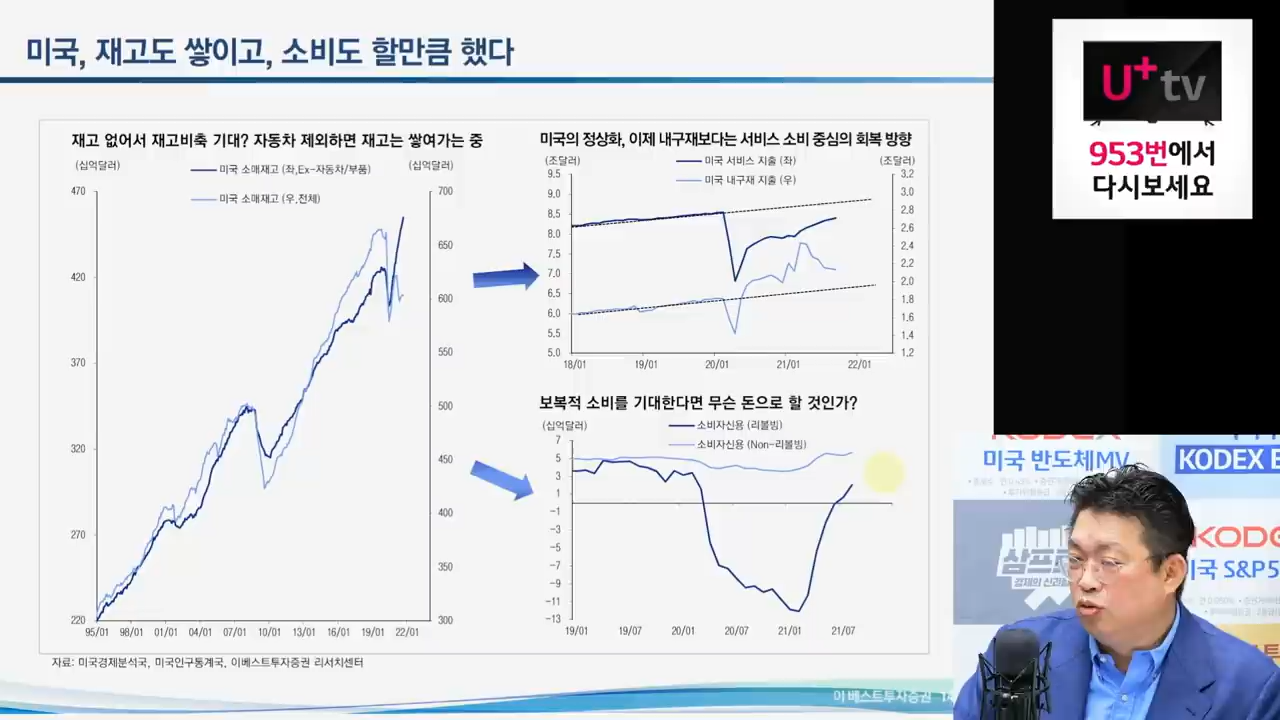 미국, 재고도 쌓이고, 소비도 할만큼 했다
재고 없어서 재고비축 기대? 자동차 제외하면 재고는 쌓여가는 중
(십억달러)
(십억달러)
미국 소매재고 (좌,Ex-자동차/부품)
미국 소매재고 (우,전체)
470
420
370
320
270
220
700
650
600
550
500
450
400
350
300
95/01
98/01
01/01
04/01
07/01
10/01
13/01
16/01
19/01
22/01
미국의 정상화, 이제 내구재보다는 서비스 소비 중심의 회복 방향
(조달러)
(조달러)
미국 서비스 지출 (좌)
미국 내구재 지출 (우)
9.5
9.0
8.5
8.0
7.5
7.0
6.5
6.0
5.5
5.0
3.2
3.0
2.8
2.6
2.4
2.2
2.0
1.8
1.6
1.4
1.2
18/01
19/01
20/01
21/01
22/01
보복적 소비를 기대한다면 무슨 돈으로 할 것인가?
(십억달러)
소비자신용 (리볼빙)
소비자신용 (Non-리볼빙)
7
5
3
1
-1
-3
-5
-7
-9
-11
-13
19/01
19/07
20/01
20/07
21/01
21/07
자료: 미국경제분석국, 미국인구통계국, 이베스트투자증권 리서치센터
이베스트투자증권
U+tv
953번에서
다시보세요
KODEX
미국 반도체MV
KODEX
미국 S&P5
삼프
경제의 신과